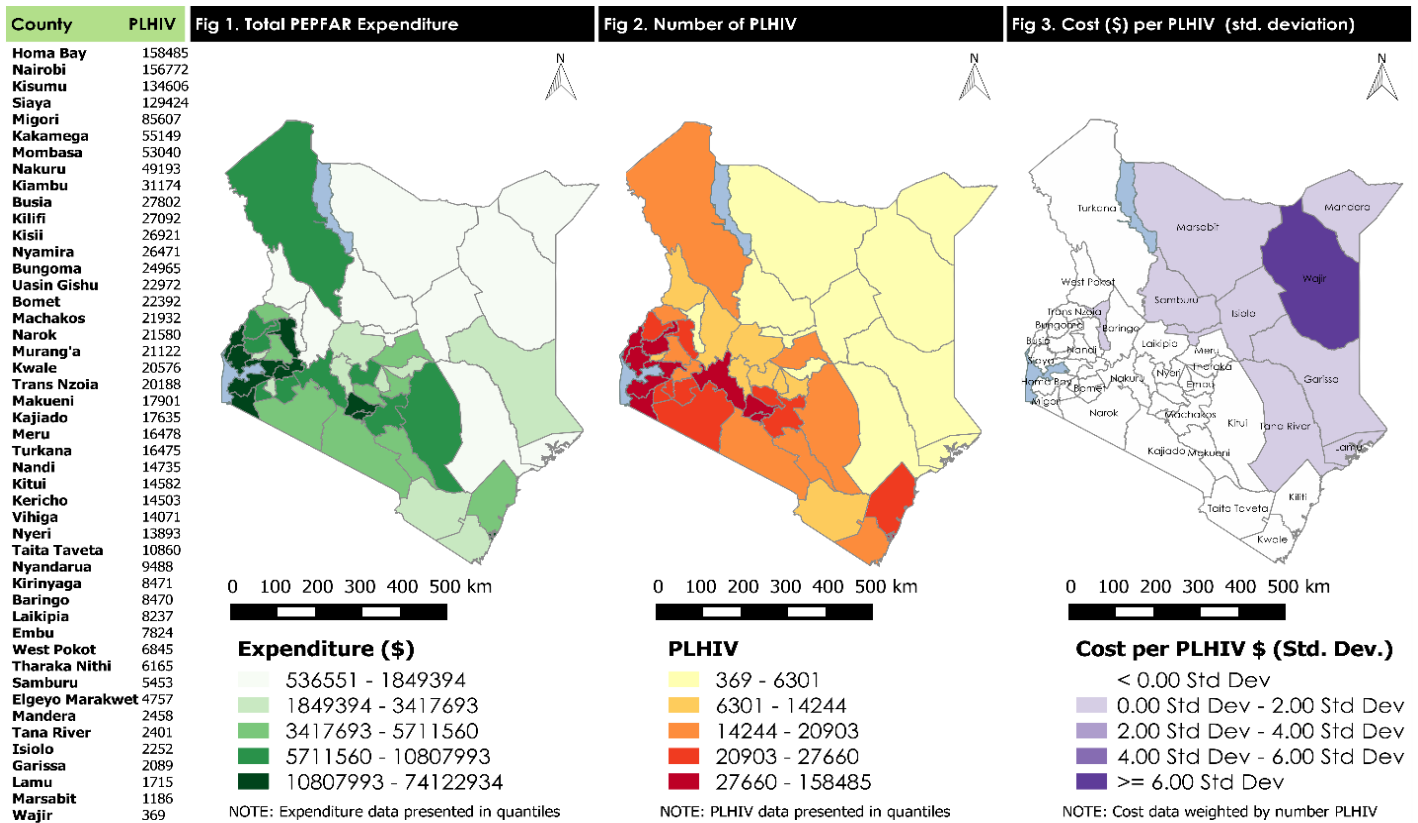 County PLHIV
Homa Bay 158485
Nairobi 156772
Kisumu 134606
Siaya 129424
Migori 85607
Kakamega 55149
Mombasa 53040
Nakuru 49193
Kiambu 31174
Busia 27802
Kilifi 27092
Kisii 26921
Nyamira 26471
Bungoma 24965
Uasin Gishu 22972
Bomet 22392
Machakos 21932
Narok 21580
Murang'a 21122
Kwale 20576
Trans Nzoia 20188
Makueni 17901
Kajiado 17635
Meru 16478
Turkana 16475
Nandi 14735
Kitui 14582
Kericho 14503
Vihiga 14071
Nyeri 13893
Taita Taveta 10860
Nyandarua 9488
Kirinyaga 8471
Baringo 8470
Laikipia 8237
Embu 7824
West Pokot 6845
Tharaka Nithi 6165
Samburu 5453
Elgeyo Marakwet 4757
Mandera 2458
Tana River 2401
Isiolo 2252
Garissa 2089
Lamu 1715
Marsabit 1186
Wajir 369
Fig 1. Total PEPFAR Expenditure
N
0 100 200 300 400 500 km
Expenditure ($)
536551 - 1849394
1849394 - 3417693
3417693 - 5711560
5711560 - 10807993
10807993 - 74122934
NOTE: Expenditure data presented in quantiles
Fig 2. Number of PLHIV
N
0 100 200 300 400 500 km
PLHIV
369 - 6301
6301 - 14244
14244 - 20903
20903 - 27660
27660 - 158485
NOTE: PLHIV data presented in quantiles
Fig 3. Cost ($) per PLHIV (std. deviation)
N
Mandera
Turkana
Marsabit
Wajir
West Pokot
Samburu
Isiolo
Trans Nzoia
Bungoma
Baringo
Busia
Laikipia
Nandi
Meru
Siaya
Tharaka
Nyeri
Garissa
Homa Bay
Nakuru
Embu
Bomet
Migori
Narok
Machakos
Kitui
Tana River
Kajiado
Makueni
Lamu
Kilifi
Taita Taveta
Kwale
0 100 200 300 400 500 km
Cost per PLHIV $ (Std. Dev.)
< 0.00 Std Dev
0.00 Std Dev - 2.00 Std Dev
2.00 Std Dev - 4.00 Std Dev
4.00 Std Dev - 6.00 Std Dev
>= 6.00 Std Dev
NOTE: Cost data weighted by number PLHIV